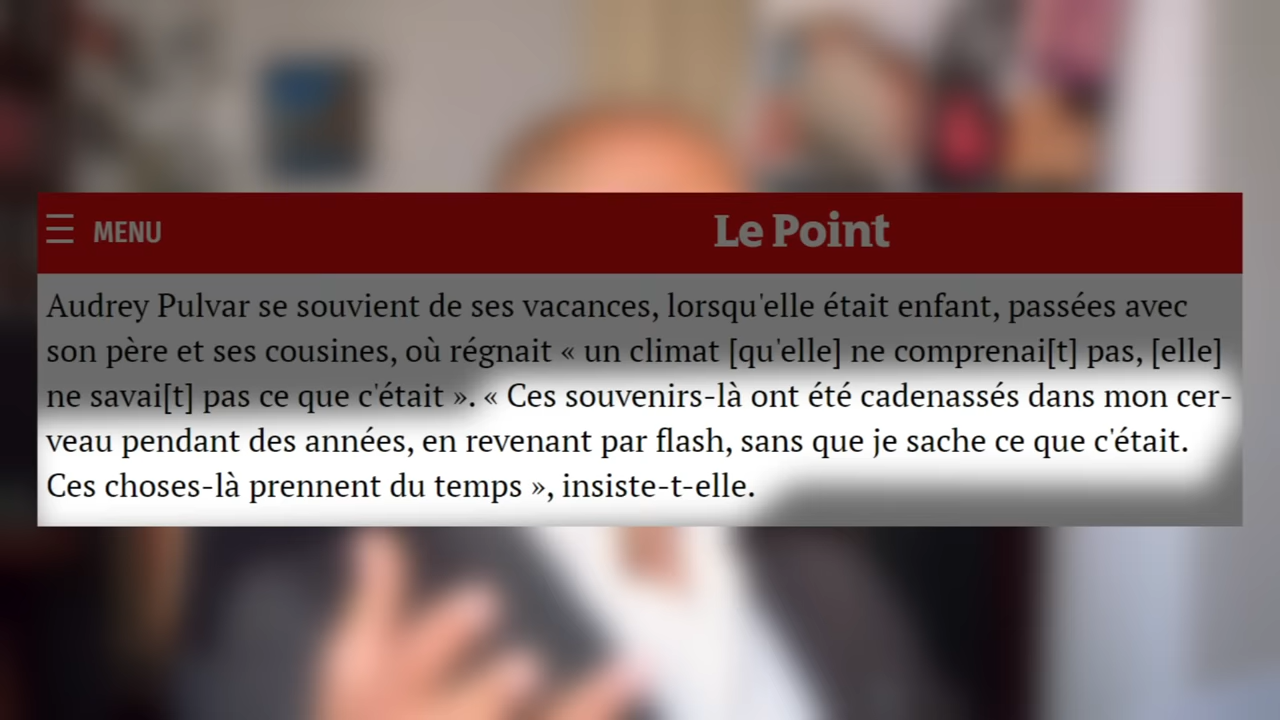 MENU
Le Point
Audrey Pulvar se souvient de ses vacances, lorsqu'elle était enfant, passées avec
son père et ses cousines, où régnait « un climat [qu'elle] ne comprenai[t] pas, [elle]
ne savai[t] pas ce que c'était ». « Ces souvenirs-là ont été cadenassés dans mon cer-
veau pendant des années, en revenant par flash, sans que je sache ce que c'était.
Ces choses-là prennent du temps », insiste-t-elle.